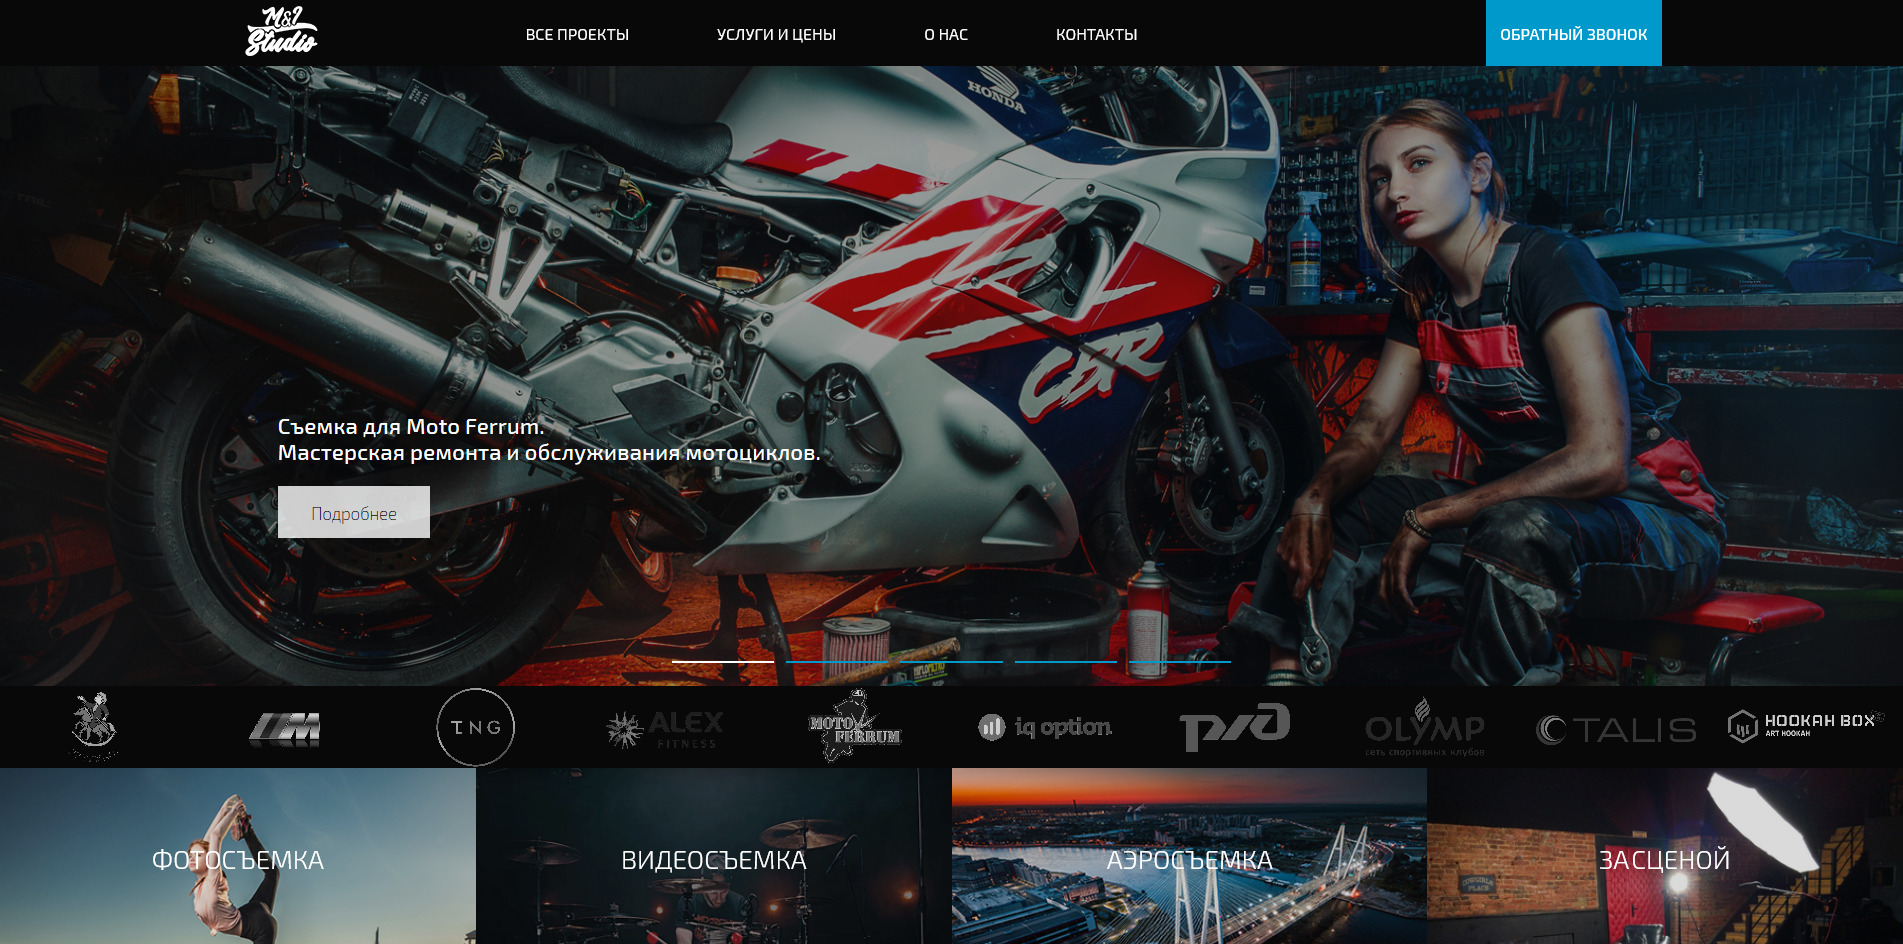 M&I
Studio
ВСЕ ПРОЕКТЫ
УСЛУГИ И ЦЕНЫ
О НАС
КОНТАКТЫ
ОБРАТНЫЙ ЗВОНОК
HONDA
CBR
Съемка для Moto Ferrum.
Мастерская ремонта и обслуживания мотоциклов.
Подробнее
M
TNG
ALEX
FITNESS
MOTO
FERRUM
iq option
РЖД
OLYMP
сеть спортивных клубов
TALIS
HOOKAH BOX
ART HOOKAH
ФОТОСЪЕМКА
ВИДЕОСЪЕМКА
АЭРОСЪЕМКА
ЗАСЦЕНОЙ